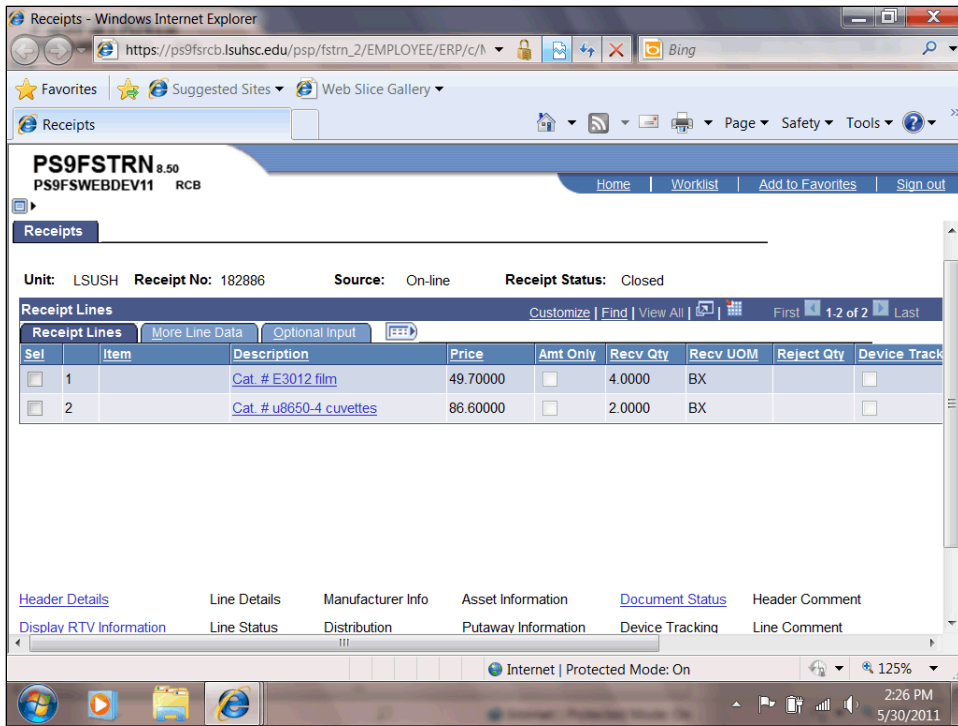 Receipts - Windows Internet Explorer
https://ps9fsrcb.lsuhsc.edu/psp/fstrn_2/EMPLOYEE/ERP/c/
Bing
Favorites Suggested Sites Web Slice Gallery
Receipts Page Safety Tools
PS9FSTRN 8.50
PS9FSWEBDEV11 RCB
Home | Worklist | Add to Favorites | Sign out
Receipts
Unit: LSUSH Receipt No: 182886 Source: On-line Receipt Status: Closed
Receipt Lines Customize | Find | View All | | First 1-2 of 2 Last
Receipt Lines More Line Data Optional Input
Sel Item Description Price Amt Only Recv Qty Recv UOM Reject Qty Device Track
1 Cat. # E3012 film 49.70000 4.0000 BX
2 Cat. # u8650-4 cuvettes 86.60000 2.0000 BX
Header Details Line Details Manufacturer Info Asset Information Document Status Header Comment
Display RTV Information Line Status Distribution Putaway Information Device Tracking Line Comment
Internet | Protected Mode: On 125%
2:26 PM
5/30/2011